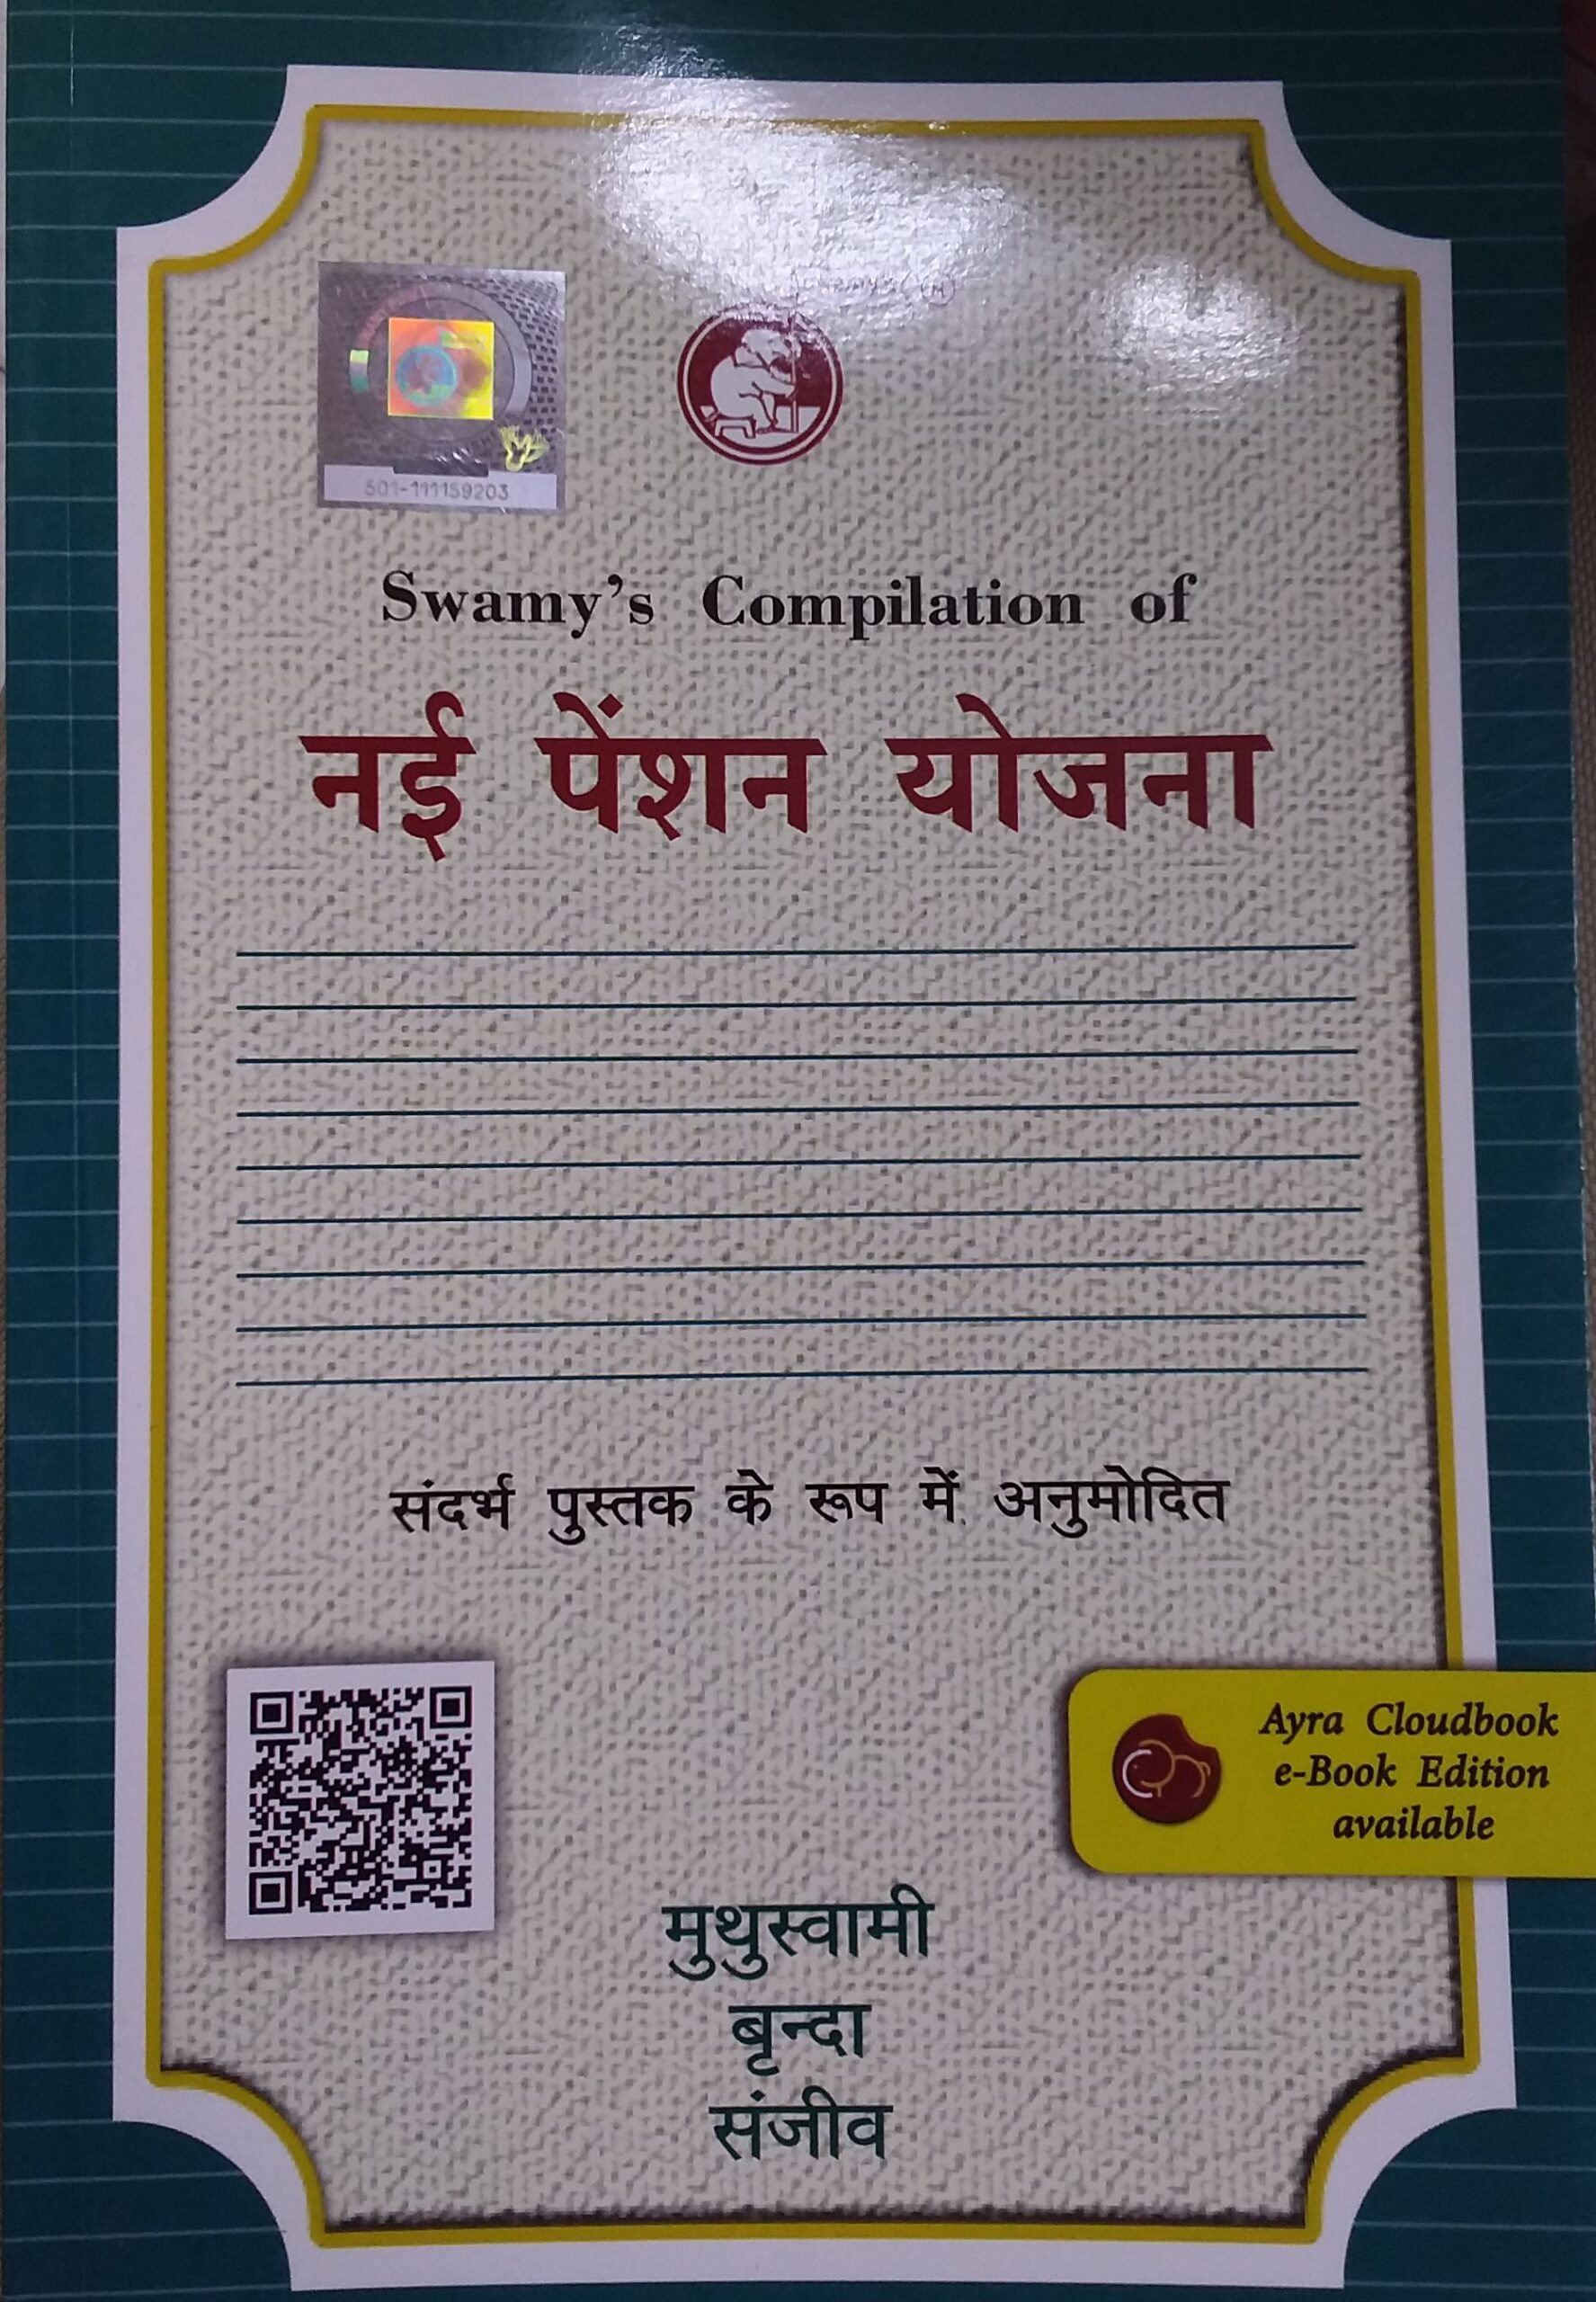 501-111159203
Swamy's Compilation of
नई पेंशन योजना
संदर्भ पुस्तक के रूप में अनुमोदित
Ayra Cloudbook
e-Book Edition
available
मुथुस्वामी
बृन्दा
संजीव